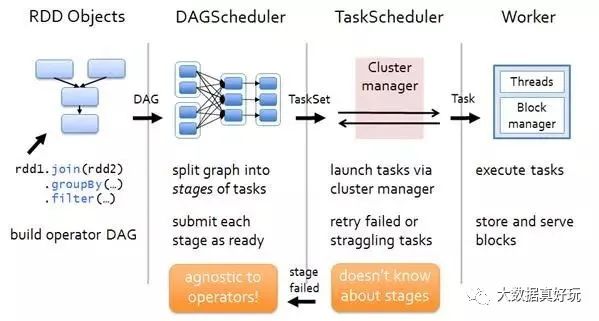 RDD Objects
DAG
rdd1.join(rdd2)
.groupBy(…)
.filter(…)
build operator DAG
DAGScheduler
TaskSet
split graph into
stages of tasks
submit each
stage as ready
agnostic to
operators!
stage
failed
TaskScheduler
Cluster
manager
Task
launch tasks via
cluster manager
retry failed or
straggling tasks
doesn't know
about stages
Worker
Threads
Block
manager
execute tasks
store and serve
blocks
大数据真好玩